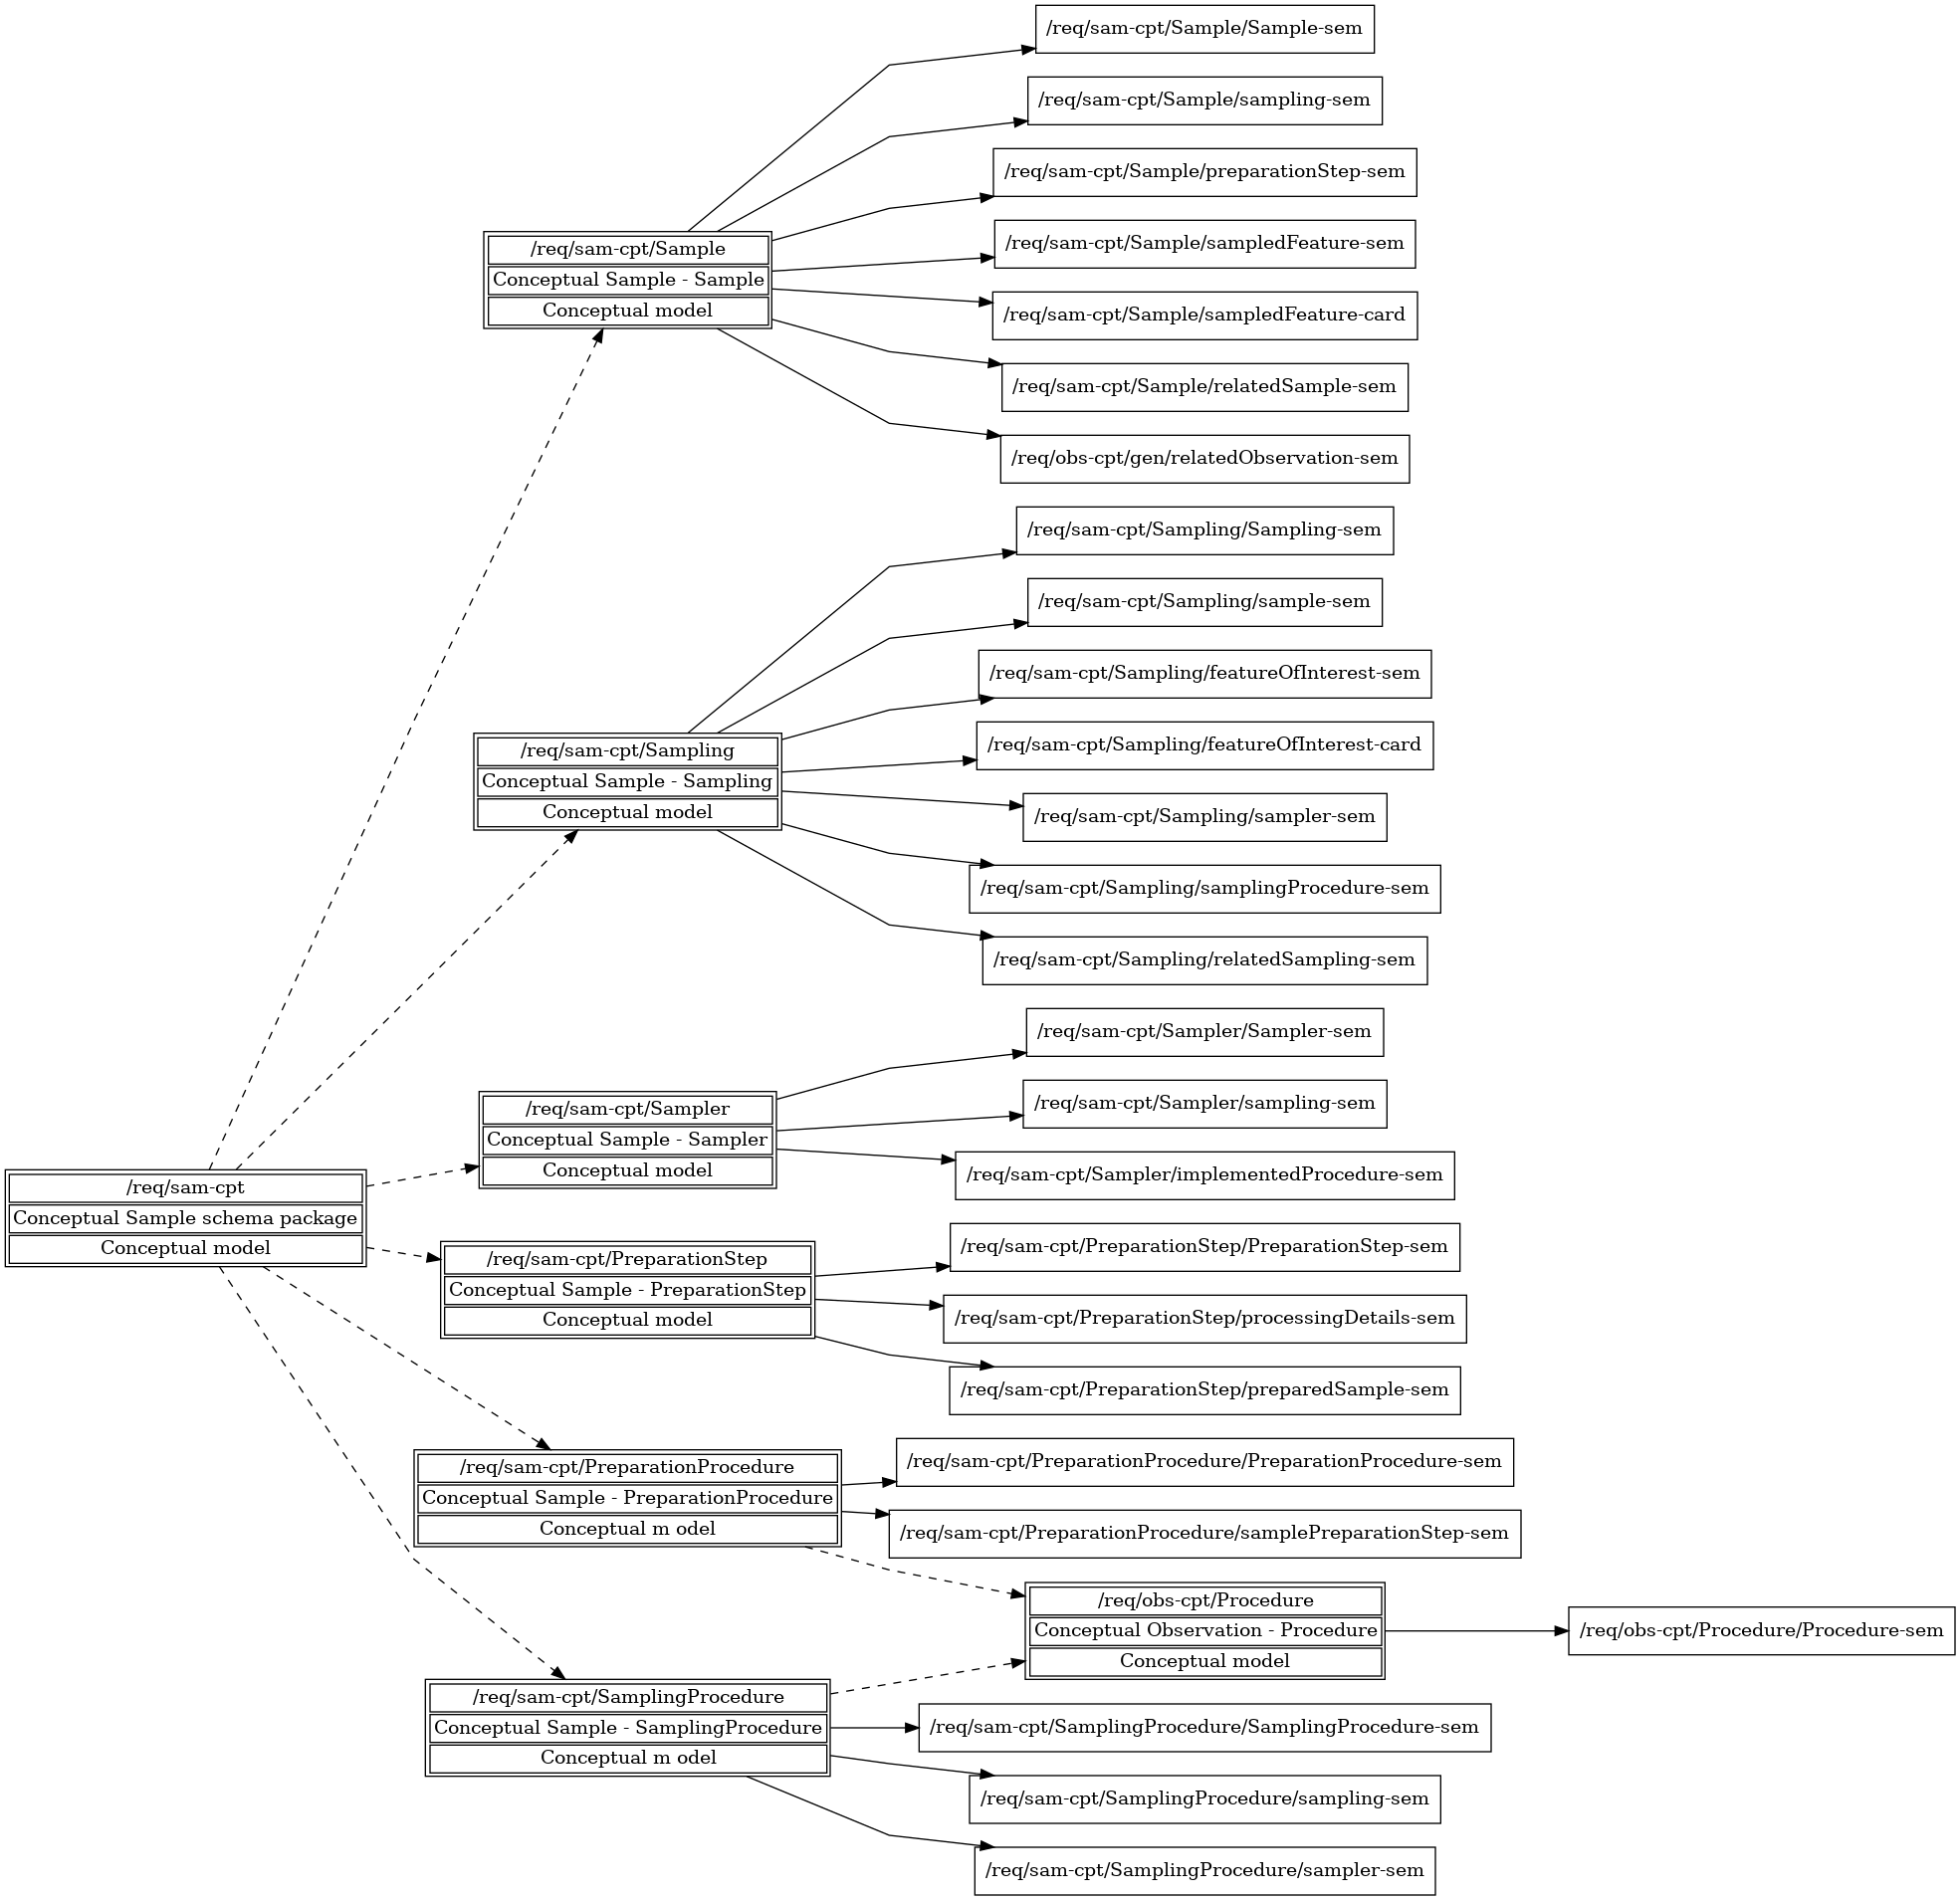 /req/sam-cpt/Sample/Sample-sem
/req/sam-cpt/Sample/sampling-sem
/req/sam-cpt/Sample/preparationStep-sem
/req/sam-cpt/Sample/sampledFeature-sem
/req/sam-cpt/Sample/sampledFeature-card
/req/sam-cpt/Sample/relatedSample-sem
/req/obs-cpt/gen/relatedObservation-sem
/req/sam-cpt/Sample
Conceptual Sample - Sample
Conceptual model
/req/sam-cpt/Sampling/Sampling-sem
/req/sam-cpt/Sampling/sample-sem
/req/sam-cpt/Sampling/featureOfInterest-sem
/req/sam-cpt/Sampling/featureOfInterest-card
/req/sam-cpt/Sampling/sampler-sem
/req/sam-cpt/Sampling/samplingProcedure-sem
/req/sam-cpt/Sampling/relatedSampling-sem
/req/sam-cpt/Sampling
Conceptual Sample - Sampling
Conceptual model
/req/sam-cpt/Sampler/Sampler-sem
/req/sam-cpt/Sampler/sampling-sem
/req/sam-cpt/Sampler/implementedProcedure-sem
/req/sam-cpt/Sampler
Conceptual Sample - Sampler
Conceptual model
/req/sam-cpt
Conceptual Sample schema package
Conceptual model
/req/sam-cpt/PreparationStep
Conceptual Sample - PreparationStep
Conceptual model
/req/sam-cpt/PreparationStep/PreparationStep-sem
/req/sam-cpt/PreparationStep/processingDetails-sem
/req/sam-cpt/PreparationStep/preparedSample-sem
/req/sam-cpt/PreparationProcedure
Conceptual Sample - PreparationProcedure
Conceptual m odel
/req/sam-cpt/PreparationProcedure/PreparationProcedure-sem
/req/sam-cpt/PreparationProcedure/samplePreparationStep-sem
/req/obs-cpt/Procedure
Conceptual Observation - Procedure
Conceptual model
/req/obs-cpt/Procedure/Procedure-sem
/req/sam-cpt/SamplingProcedure
Conceptual Sample - SamplingProcedure
Conceptual m odel
/req/sam-cpt/SamplingProcedure/SamplingProcedure-sem
/req/sam-cpt/SamplingProcedure/sampling-sem
/req/sam-cpt/SamplingProcedure/sampler-sem